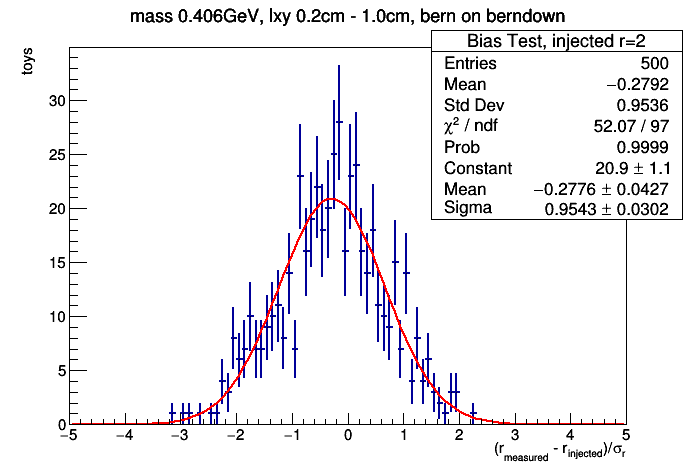 mass 0.406GeV, lxy 0.2cm - 1.0cm, bern on berndown
Bias Test, injected r=2
Entries 500
Mean −0.2792
Std Dev 0.9536
χ² / ndf 52.07 / 97
Prob 0.9999
Constant 20.9 ± 1.1
Mean −0.2776 ± 0.0427
Sigma 0.9543 ± 0.0302
toys
30
25
20
15
10
5
0
−5 −4 −3 −2 −1 0 1 2 3 4 5
(r_measured - r_injected)/σ_r